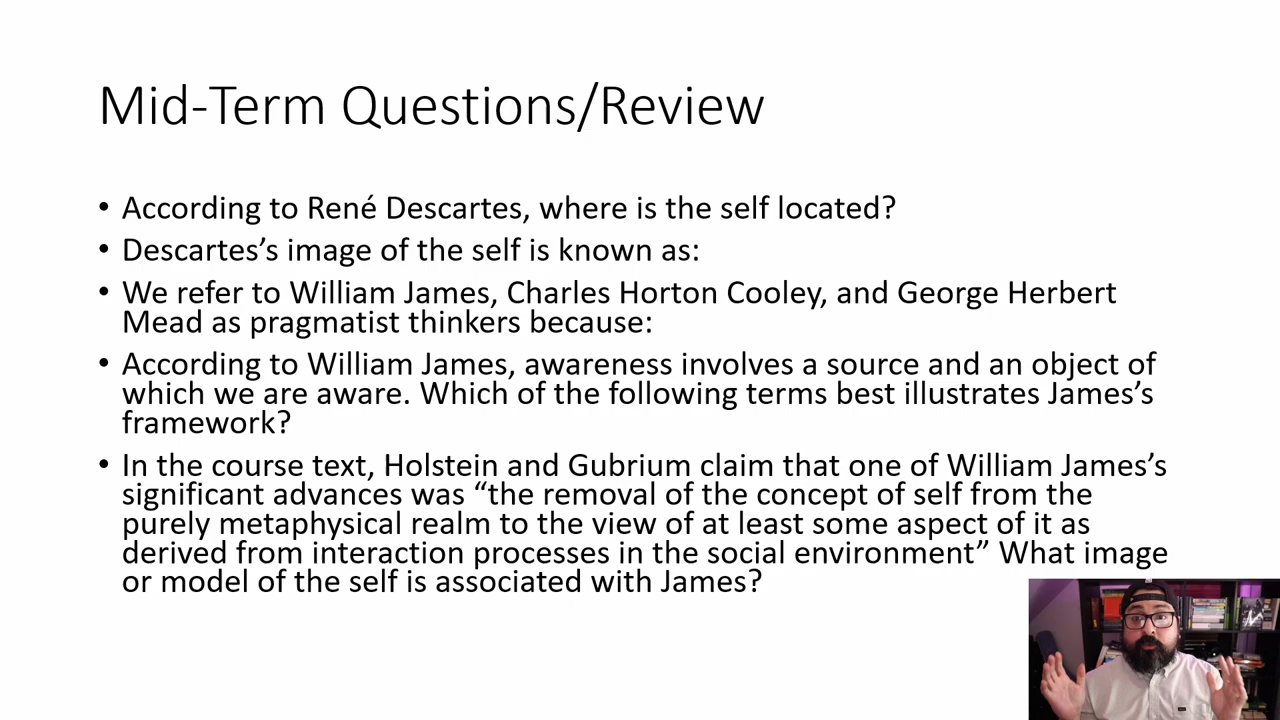 Mid-Term Questions/Review
• According to René Descartes, where is the self located?
• Descartes’s image of the self is known as:
• We refer to William James, Charles Horton Cooley, and George Herbert
Mead as pragmatist thinkers because:
• According to William James, awareness involves a source and an object of
which we are aware. Which of the following terms best illustrates James’s
framework?
• In the course text, Holstein and Gubrium claim that one of William James’s
significant advances was “the removal of the concept of self from the
purely metaphysical realm to the view of at least some aspect of it as
derived from interaction processes in the social environment” What image
or model of the self is associated with James?